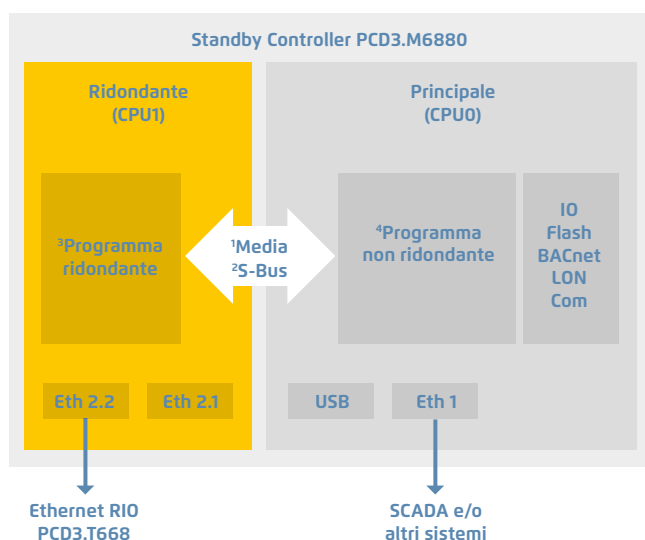 Standby Controller PCD3.M6880
Ridondante
(CPU1)
Principale
(CPU0)
³Programma
ridondante
¹Media
²S-Bus
⁴Programma
non ridondante
IO
Flash
BACnet
LON
Com
Eth 2.2
Eth 2.1
USB
Eth 1
Ethernet RIO
PCD3.T668
SCADA e/o
altri sistemi